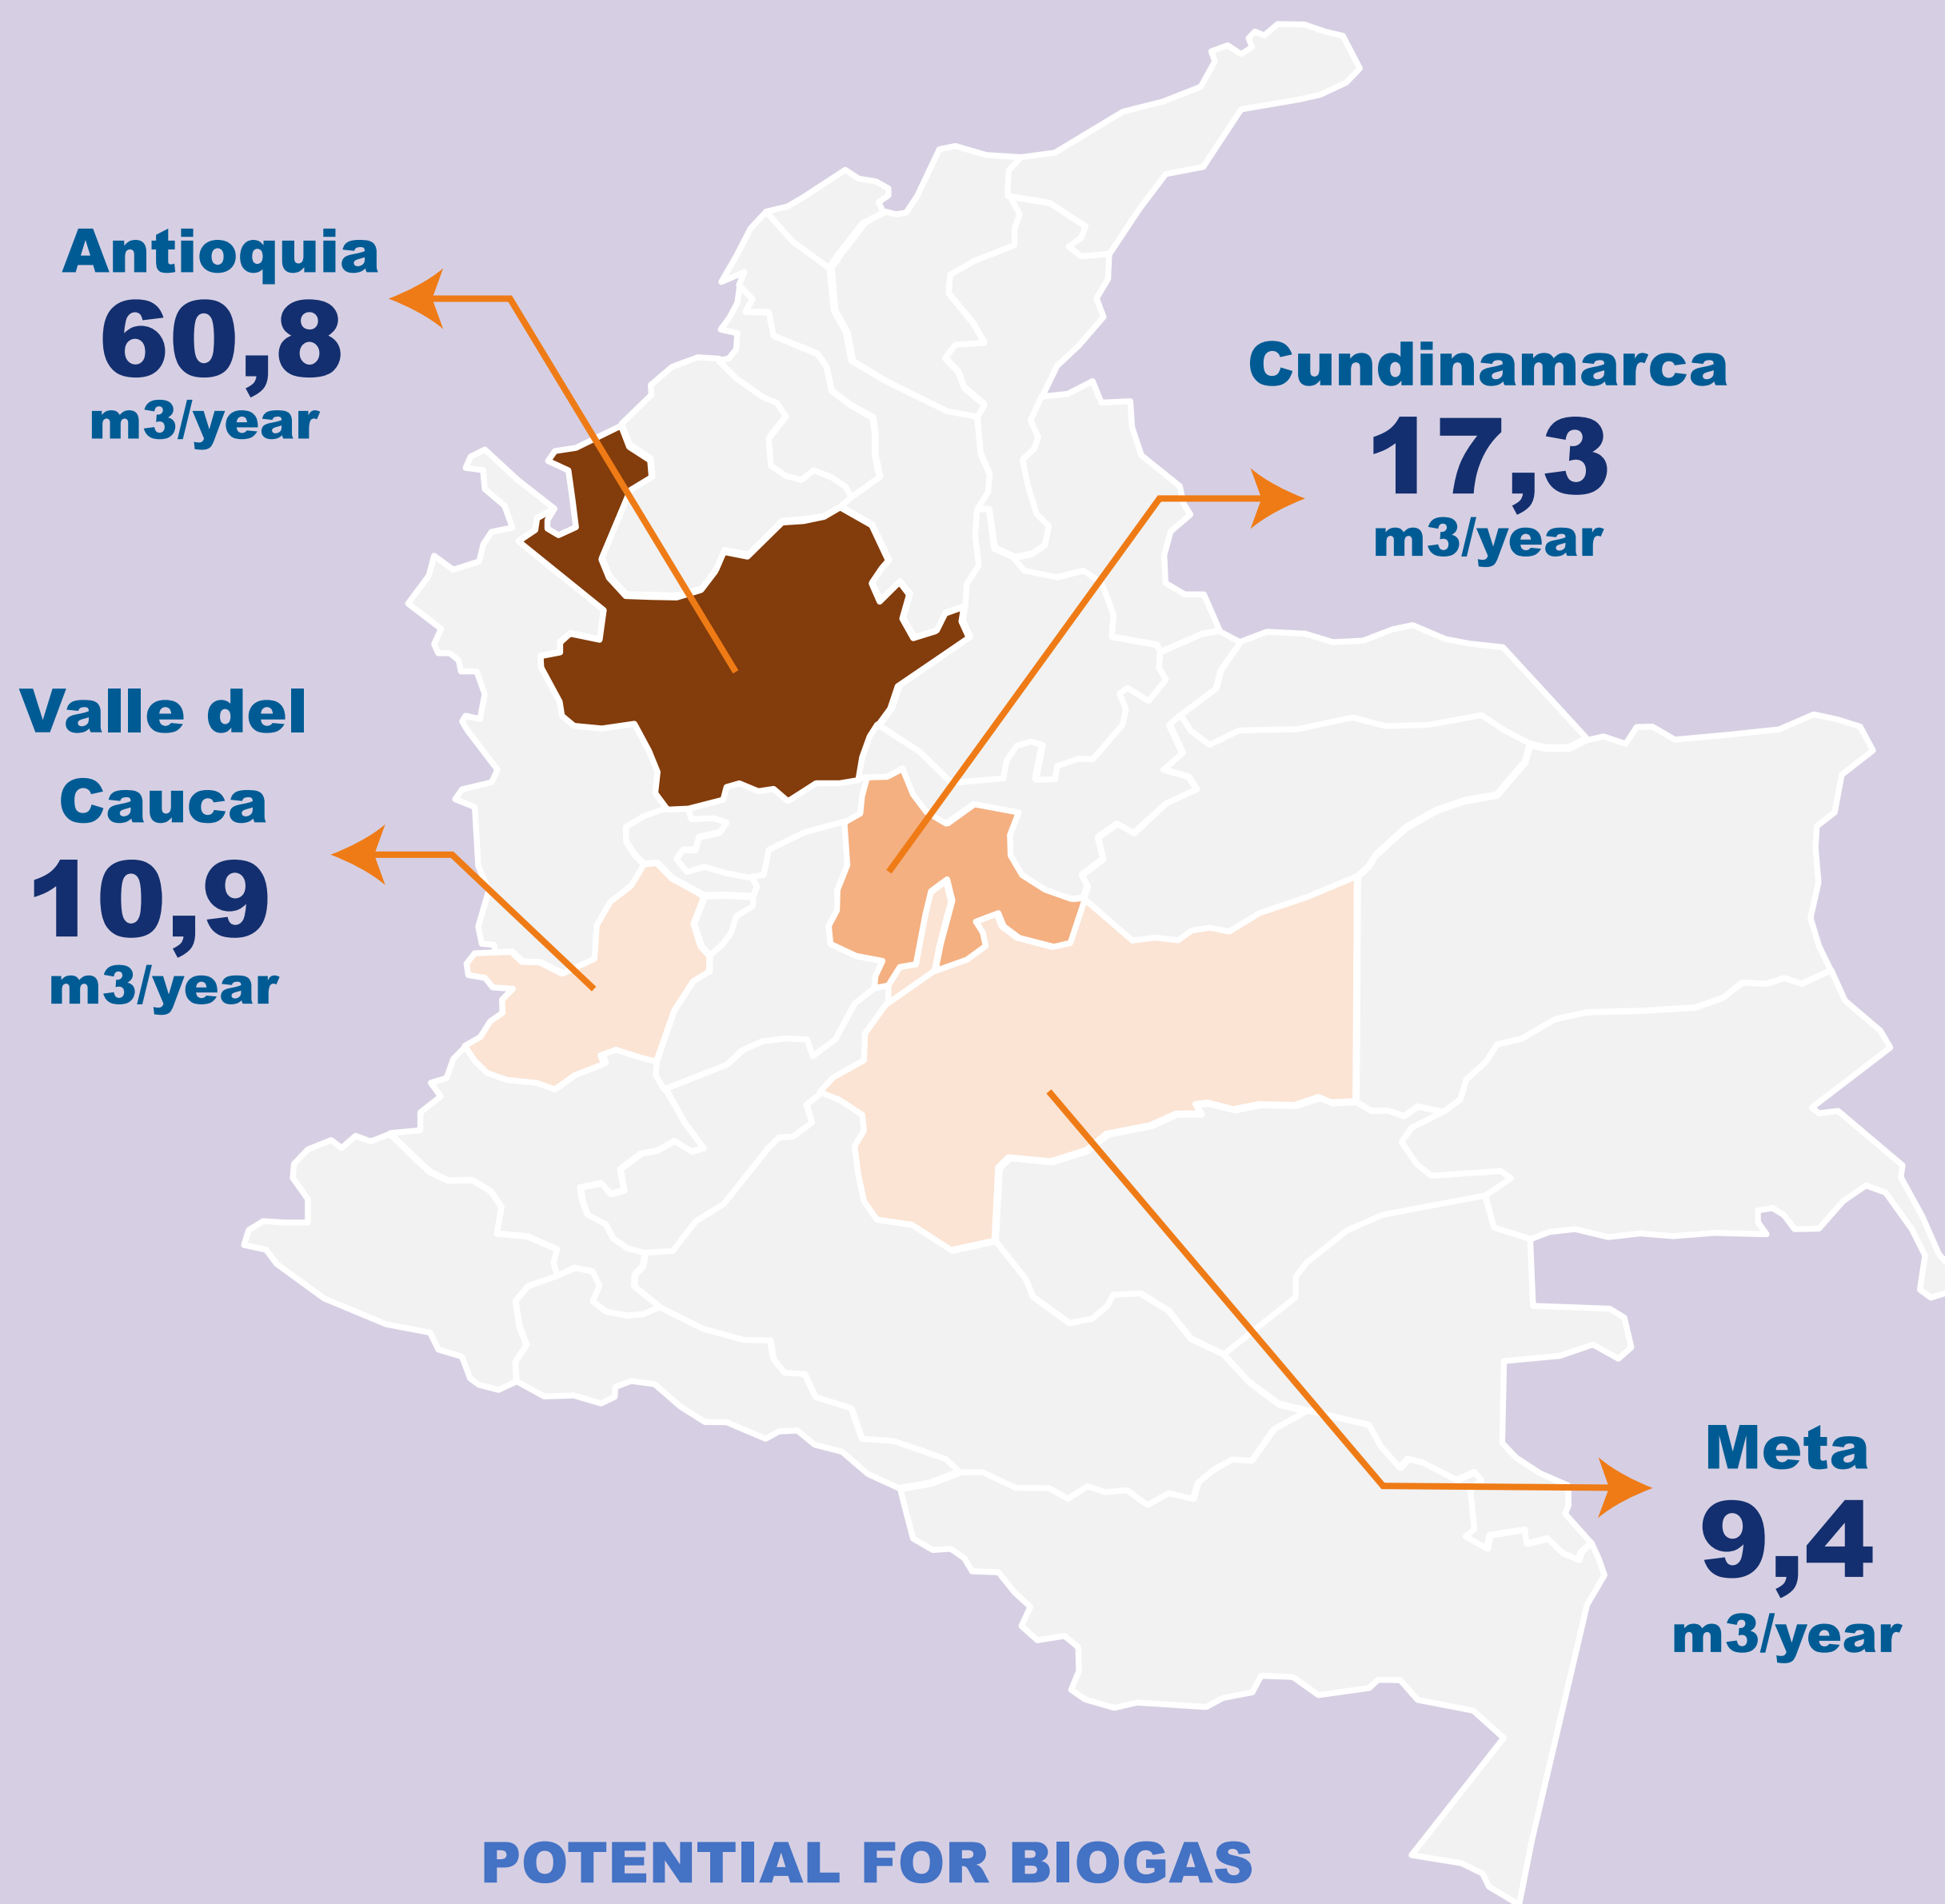 Antioquia
60,8
m3/year
Cundinamarca
17,3
m3/year
Valle del
Cauca
10,9
m3/year
Meta
9,4
m3/year
POTENTIAL FOR BIOGAS